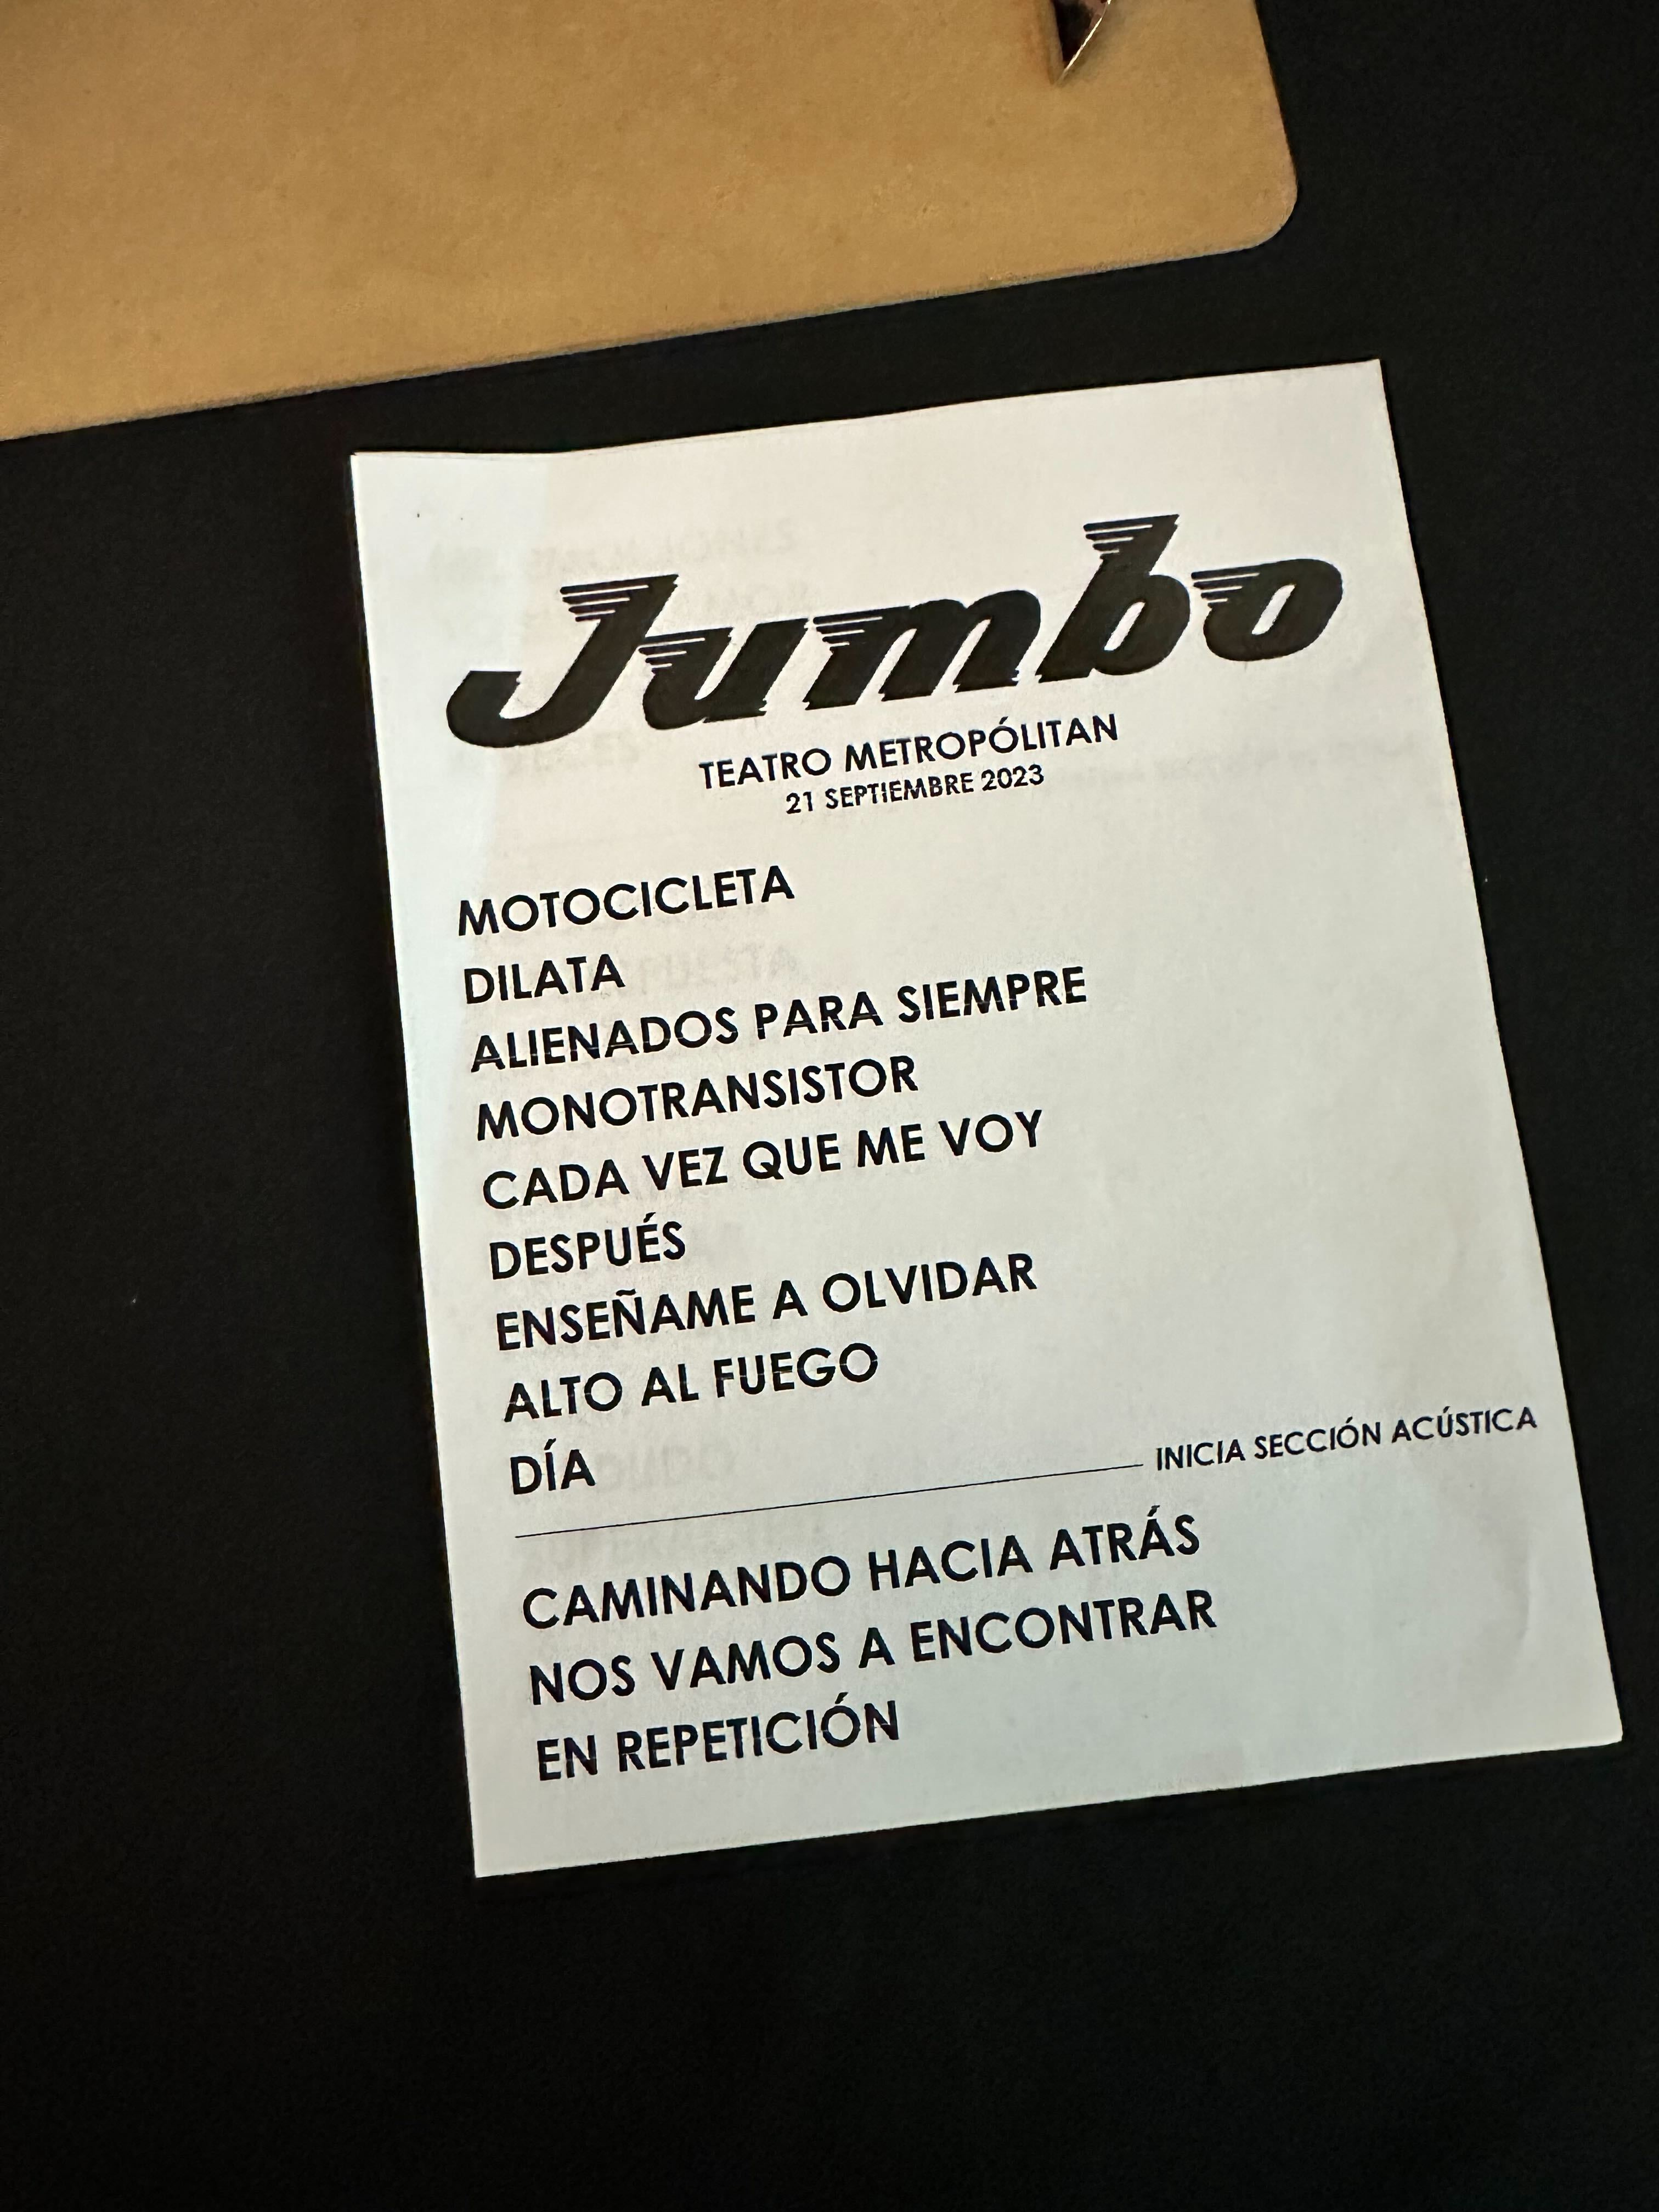 Jumbo
TEATRO METROPÓLITAN
21 SEPTIEMBRE 2023
MOTOCICLETA
DILATA
ALIENADOS PARA SIEMPRE
MONOTRANSISTOR
CADA VEZ QUE ME VOY
DESPUÉS
ENSEÑAME A OLVIDAR
ALTO AL FUEGO
DÍA
INICIA SECCIÓN ACÚSTICA
CAMINANDO HACIA ATRÁS
NOS VAMOS A ENCONTRAR
EN REPETICIÓN